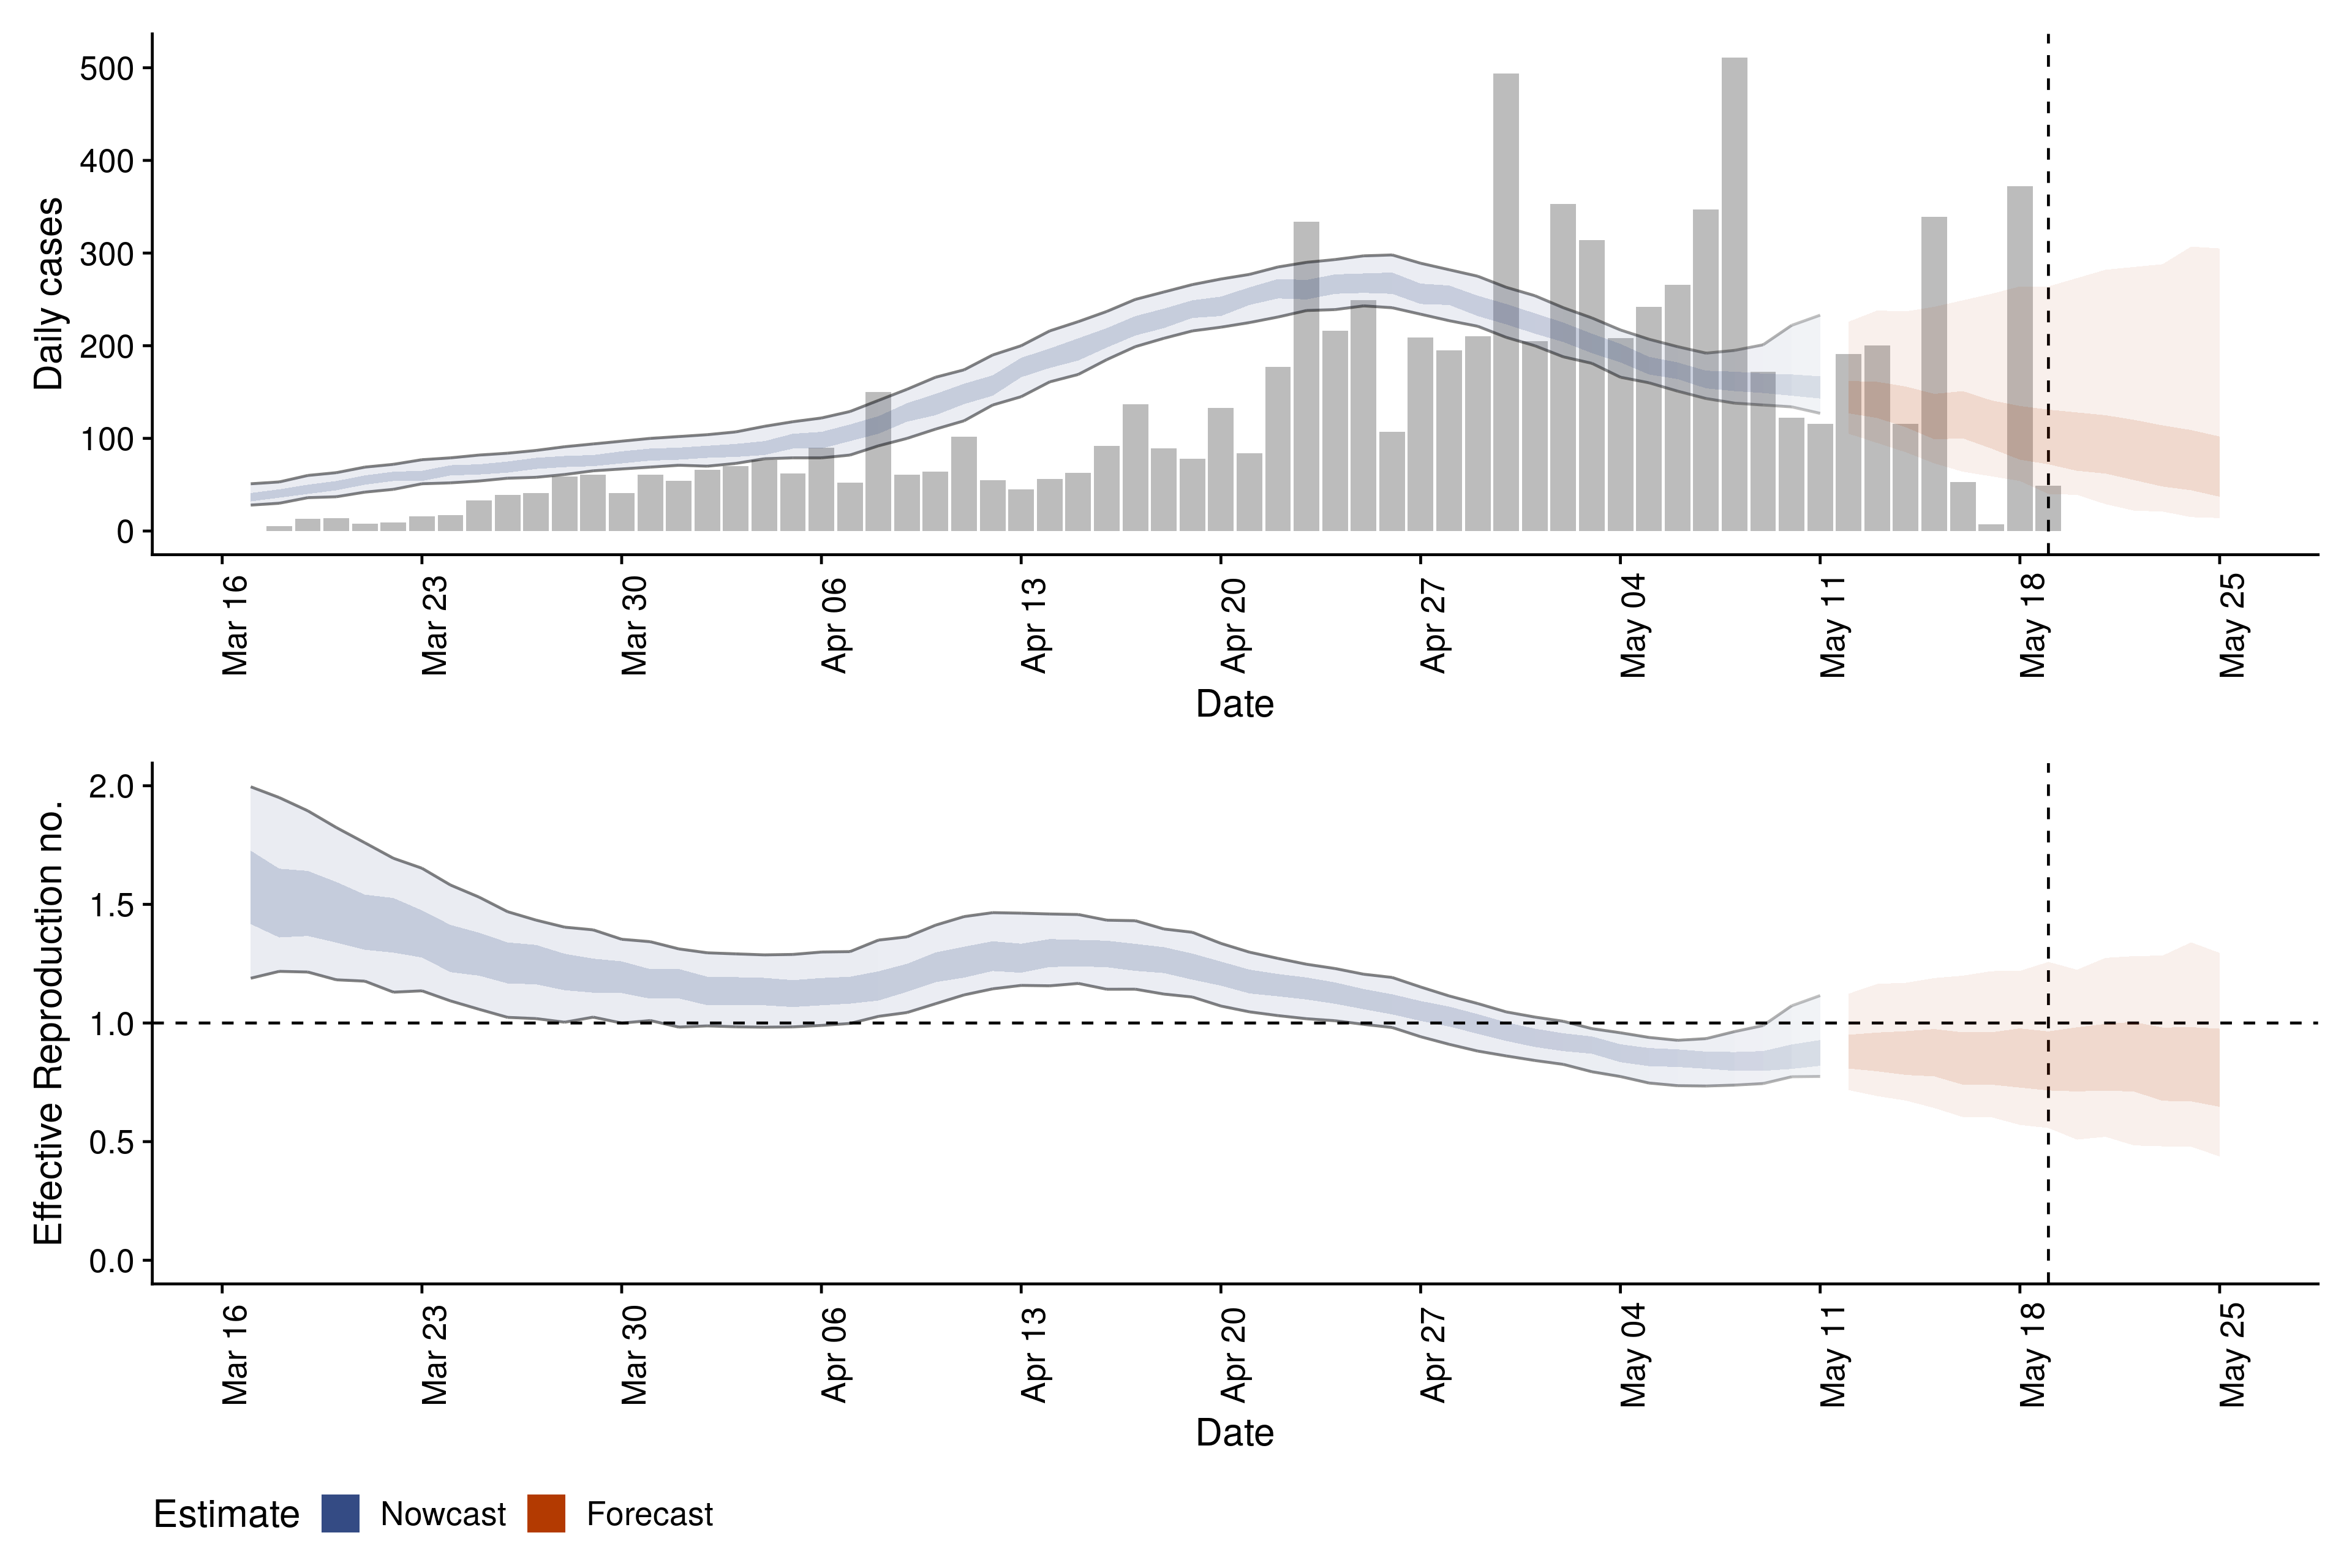 Daily cases
500
400
300
200
100
0
Mar 16
Mar 23
Mar 30
Apr 06
Apr 13
Apr 20
Apr 27
May 04
May 11
May 18
May 25
Date
Effective Reproduction no.
2.0
1.5
1.0
0.5
0.0
Mar 16
Mar 23
Mar 30
Apr 06
Apr 13
Apr 20
Apr 27
May 04
May 11
May 18
May 25
Date
Estimate Nowcast Forecast